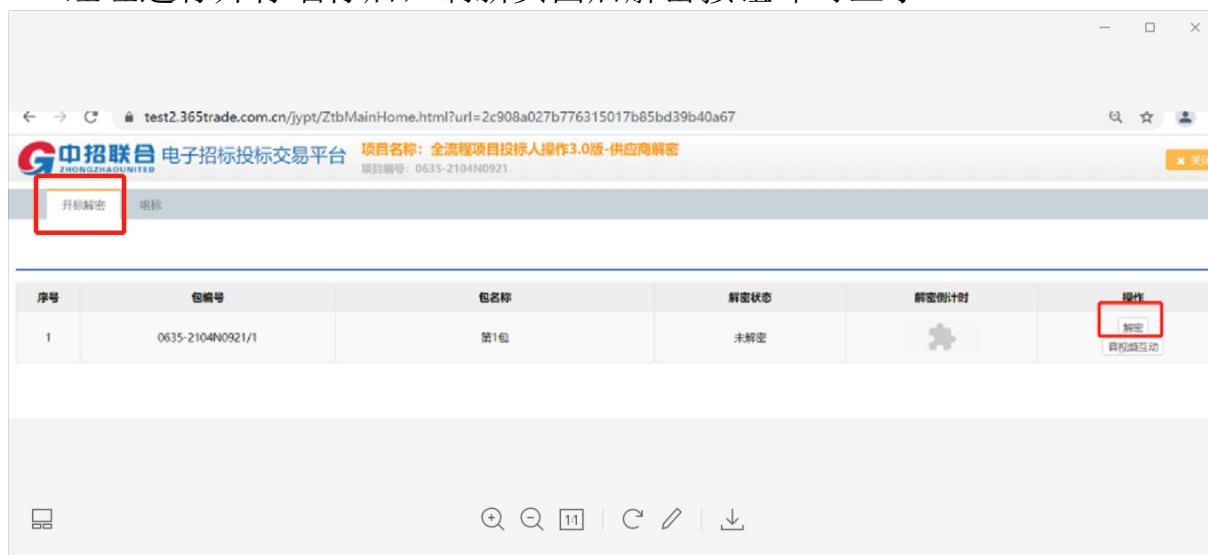 test2.365trade.com.cn/jypt/ZtbMainHome.html?url=2c908a027b776315017b85bd39b40a67
中招联合 电子招标投标交易平台
ZHONGZHAOUNITED
项目名称：全流程项目投标人操作3.0版-供应商解密
项目编号：0635-2104N0921
开标解密 唱标
序号 包编号 包名称 解密状态 解密倒计时 操作
1 0635-2104N0921/1 第1包 未解密 解密
音视频互动
1:1